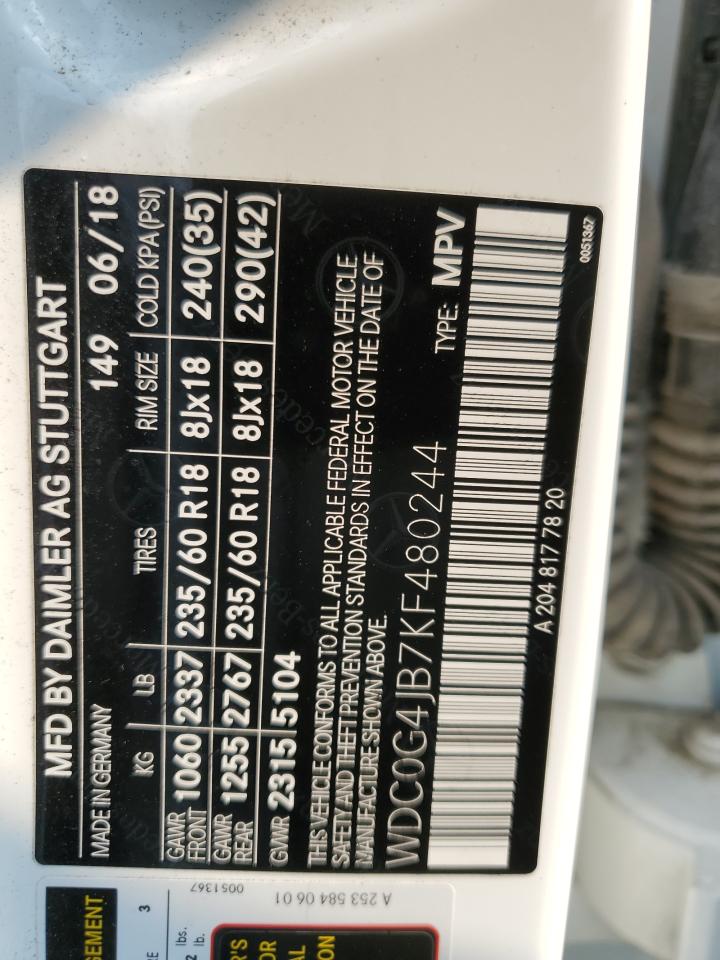 MFD BY DAIMLER AG STUTTGART
MADE IN GERMANY 149 06/18
KG LB TIRES RIM SIZE COLD KPA(PSI)
GAWR FRONT 1060 2337 235/60 R18 8Jx18 240(35)
GAWR REAR 1255 2767 235/60 R18 8Jx18 290(42)
GVWR 2315 5104
THIS VEHICLE CONFORMS TO ALL APPLICABLE FEDERAL MOTOR VEHICLE
SAFETY AND THEFT PREVENTION STANDARDS IN EFFECT ON THE DATE OF
MANUFACTURE SHOWN ABOVE.
WDC0G4JB7KF480244 TYPE: MPV
A 204 817 78 20
0051367
A 253 584 06 01
0051367
3
lbs.
lb.